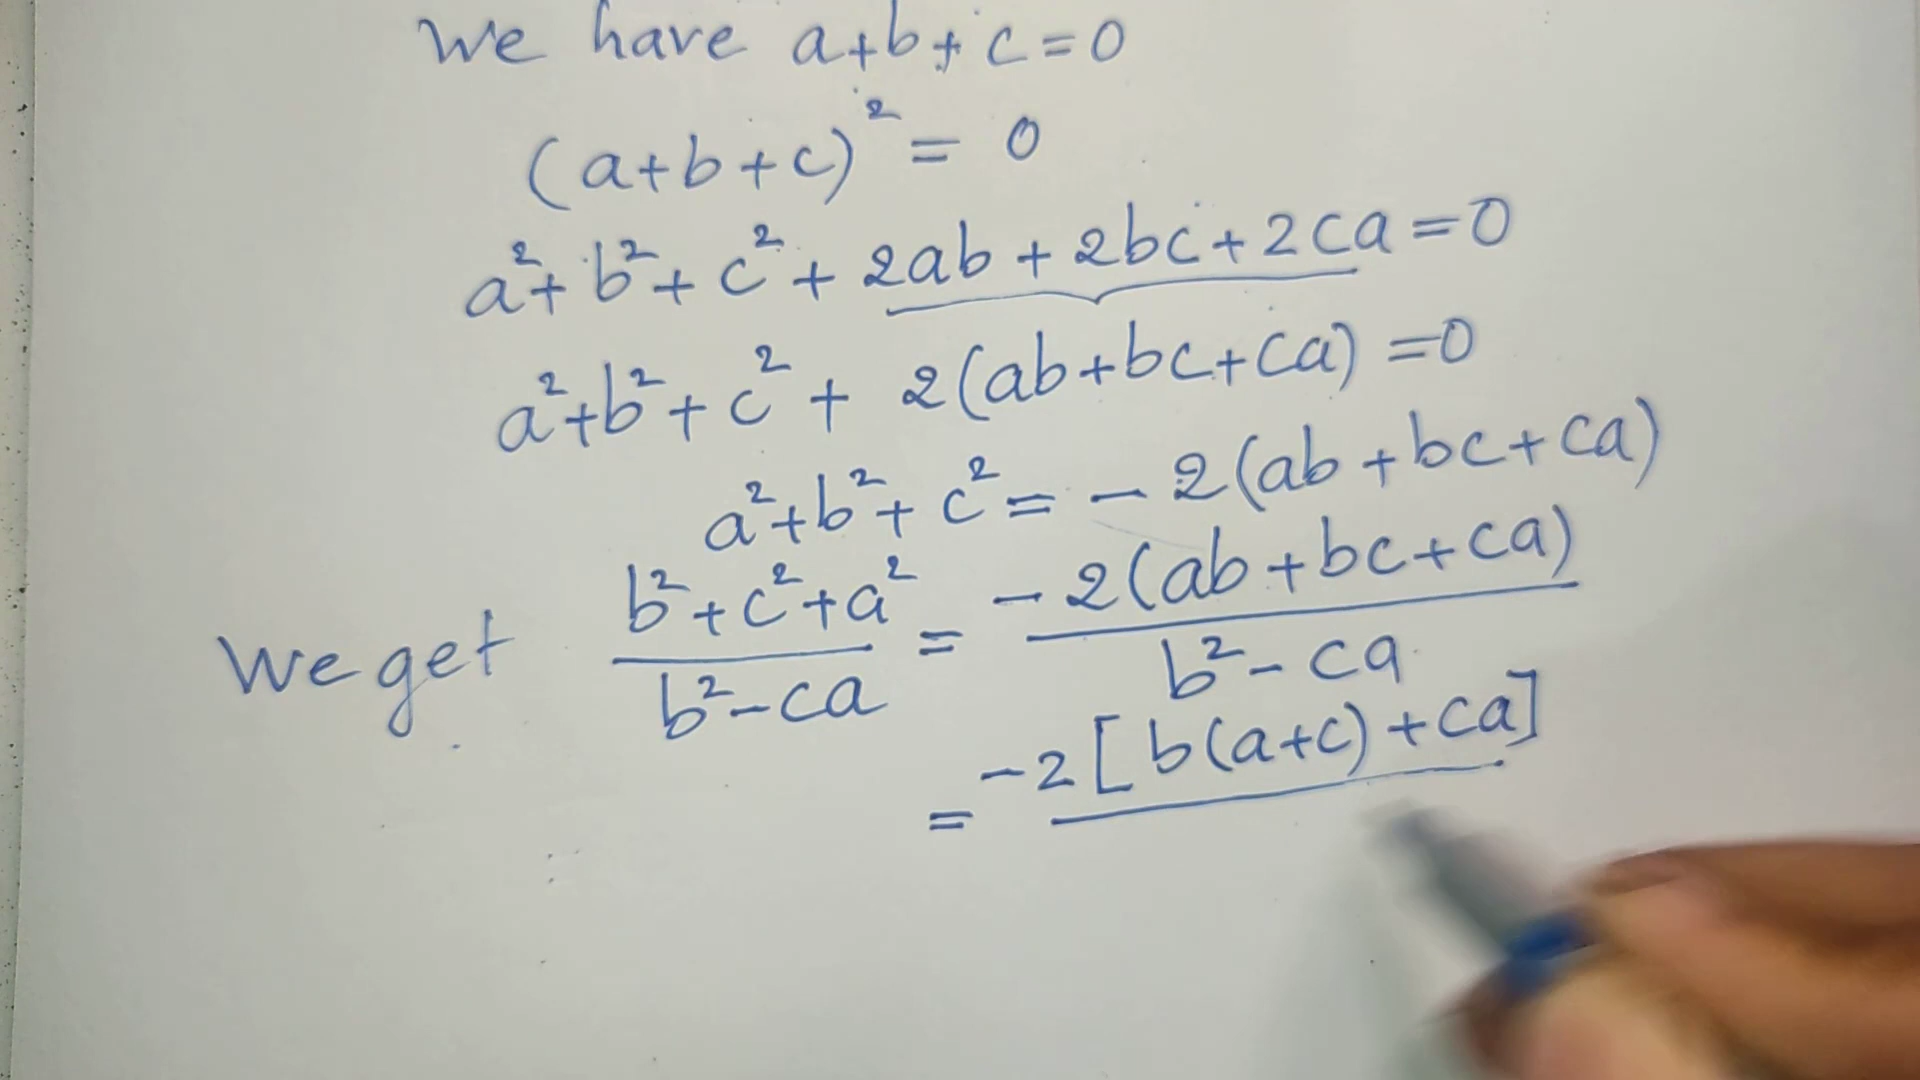 We have a+b+c=0
(a+b+c)² = 0
a²+b²+c²+2ab+2bc+2ca=0
a²+b²+c²+2(ab+bc+ca)=0
a²+b²+c²=-2(ab+bc+ca)
We get (b²+c²+a²)/(b²-ca) = -2(ab+bc+ca)/(b²-ca)
= -2[b(a+c)+ca]